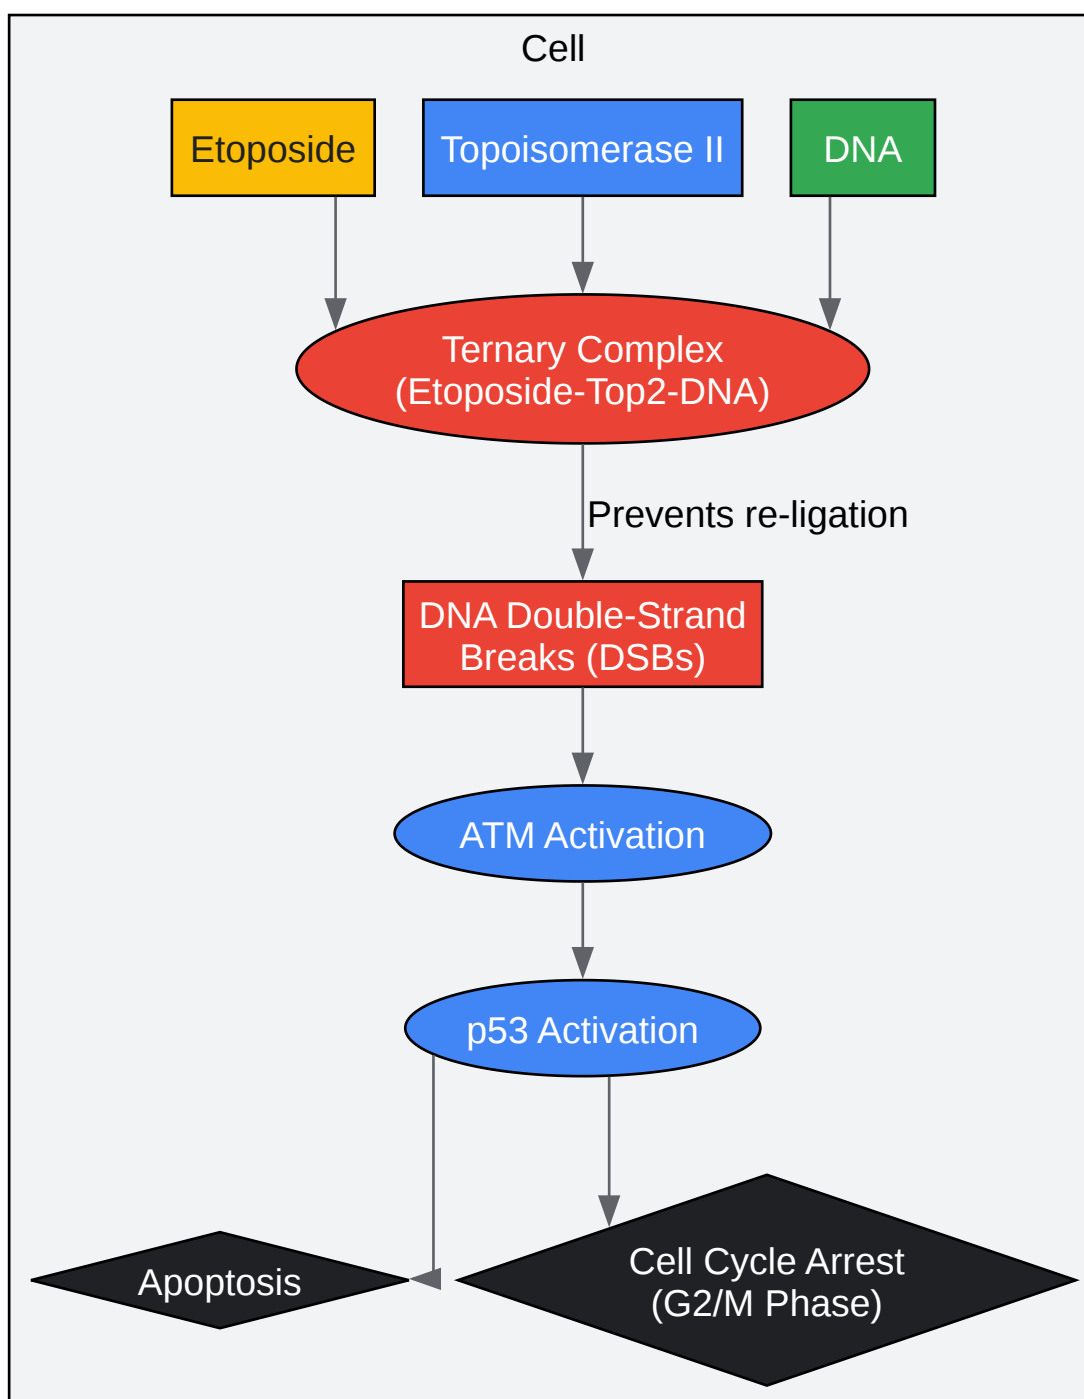 Cell
Etoposide
Topoisomerase II
DNA
Ternary Complex
(Etoposide-Top2-DNA)
Prevents re-ligation
DNA Double-Strand
Breaks (DSBs)
ATM Activation
p53 Activation
Apoptosis
Cell Cycle Arrest
(G2/M Phase)